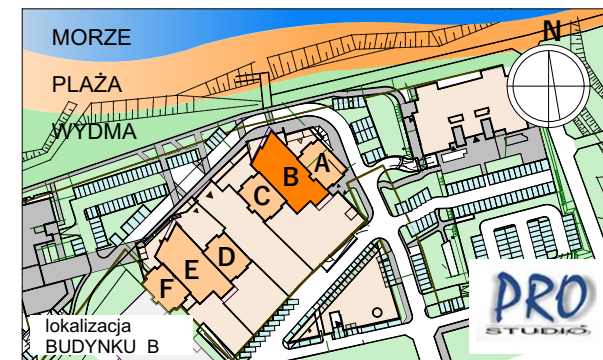 MORZE
N
PLAŻA
WYDMA
A
B
C
D
E
F
lokalizacja
BUDYNKU B
PRO
STUDIO